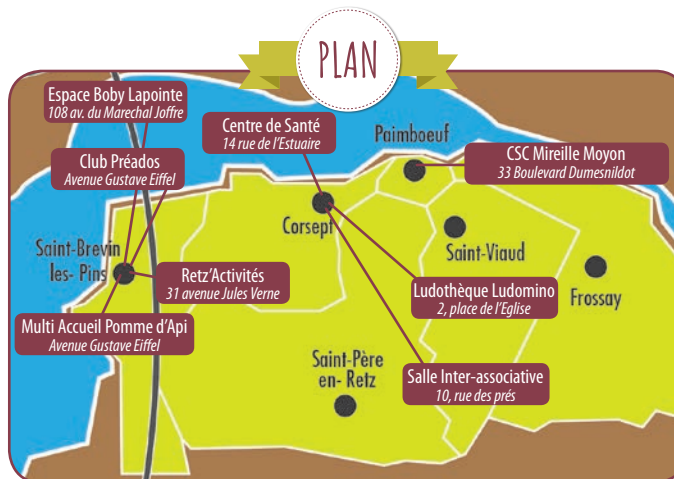 PLAN
Espace Boby Lapointe
108 av. du Marechal Joffre
Centre de Santé
14 rue de l'Estuaire
Paimboeuf
CSC Mireille Moyon
33 Boulevard Dumesnildot
Club Préados
Avenue Gustave Eiffel
Corsept
Saint-Viaud
Saint-Brevin
les- Pins
Retz'Activités
31 avenue Jules Verne
Ludothèque Ludomino
2, place de l'Eglise
Frossay
Multi Accueil Pomme d'Api
Avenue Gustave Eiffel
Saint-Père
en- Retz
Salle Inter-associative
10, rue des prés